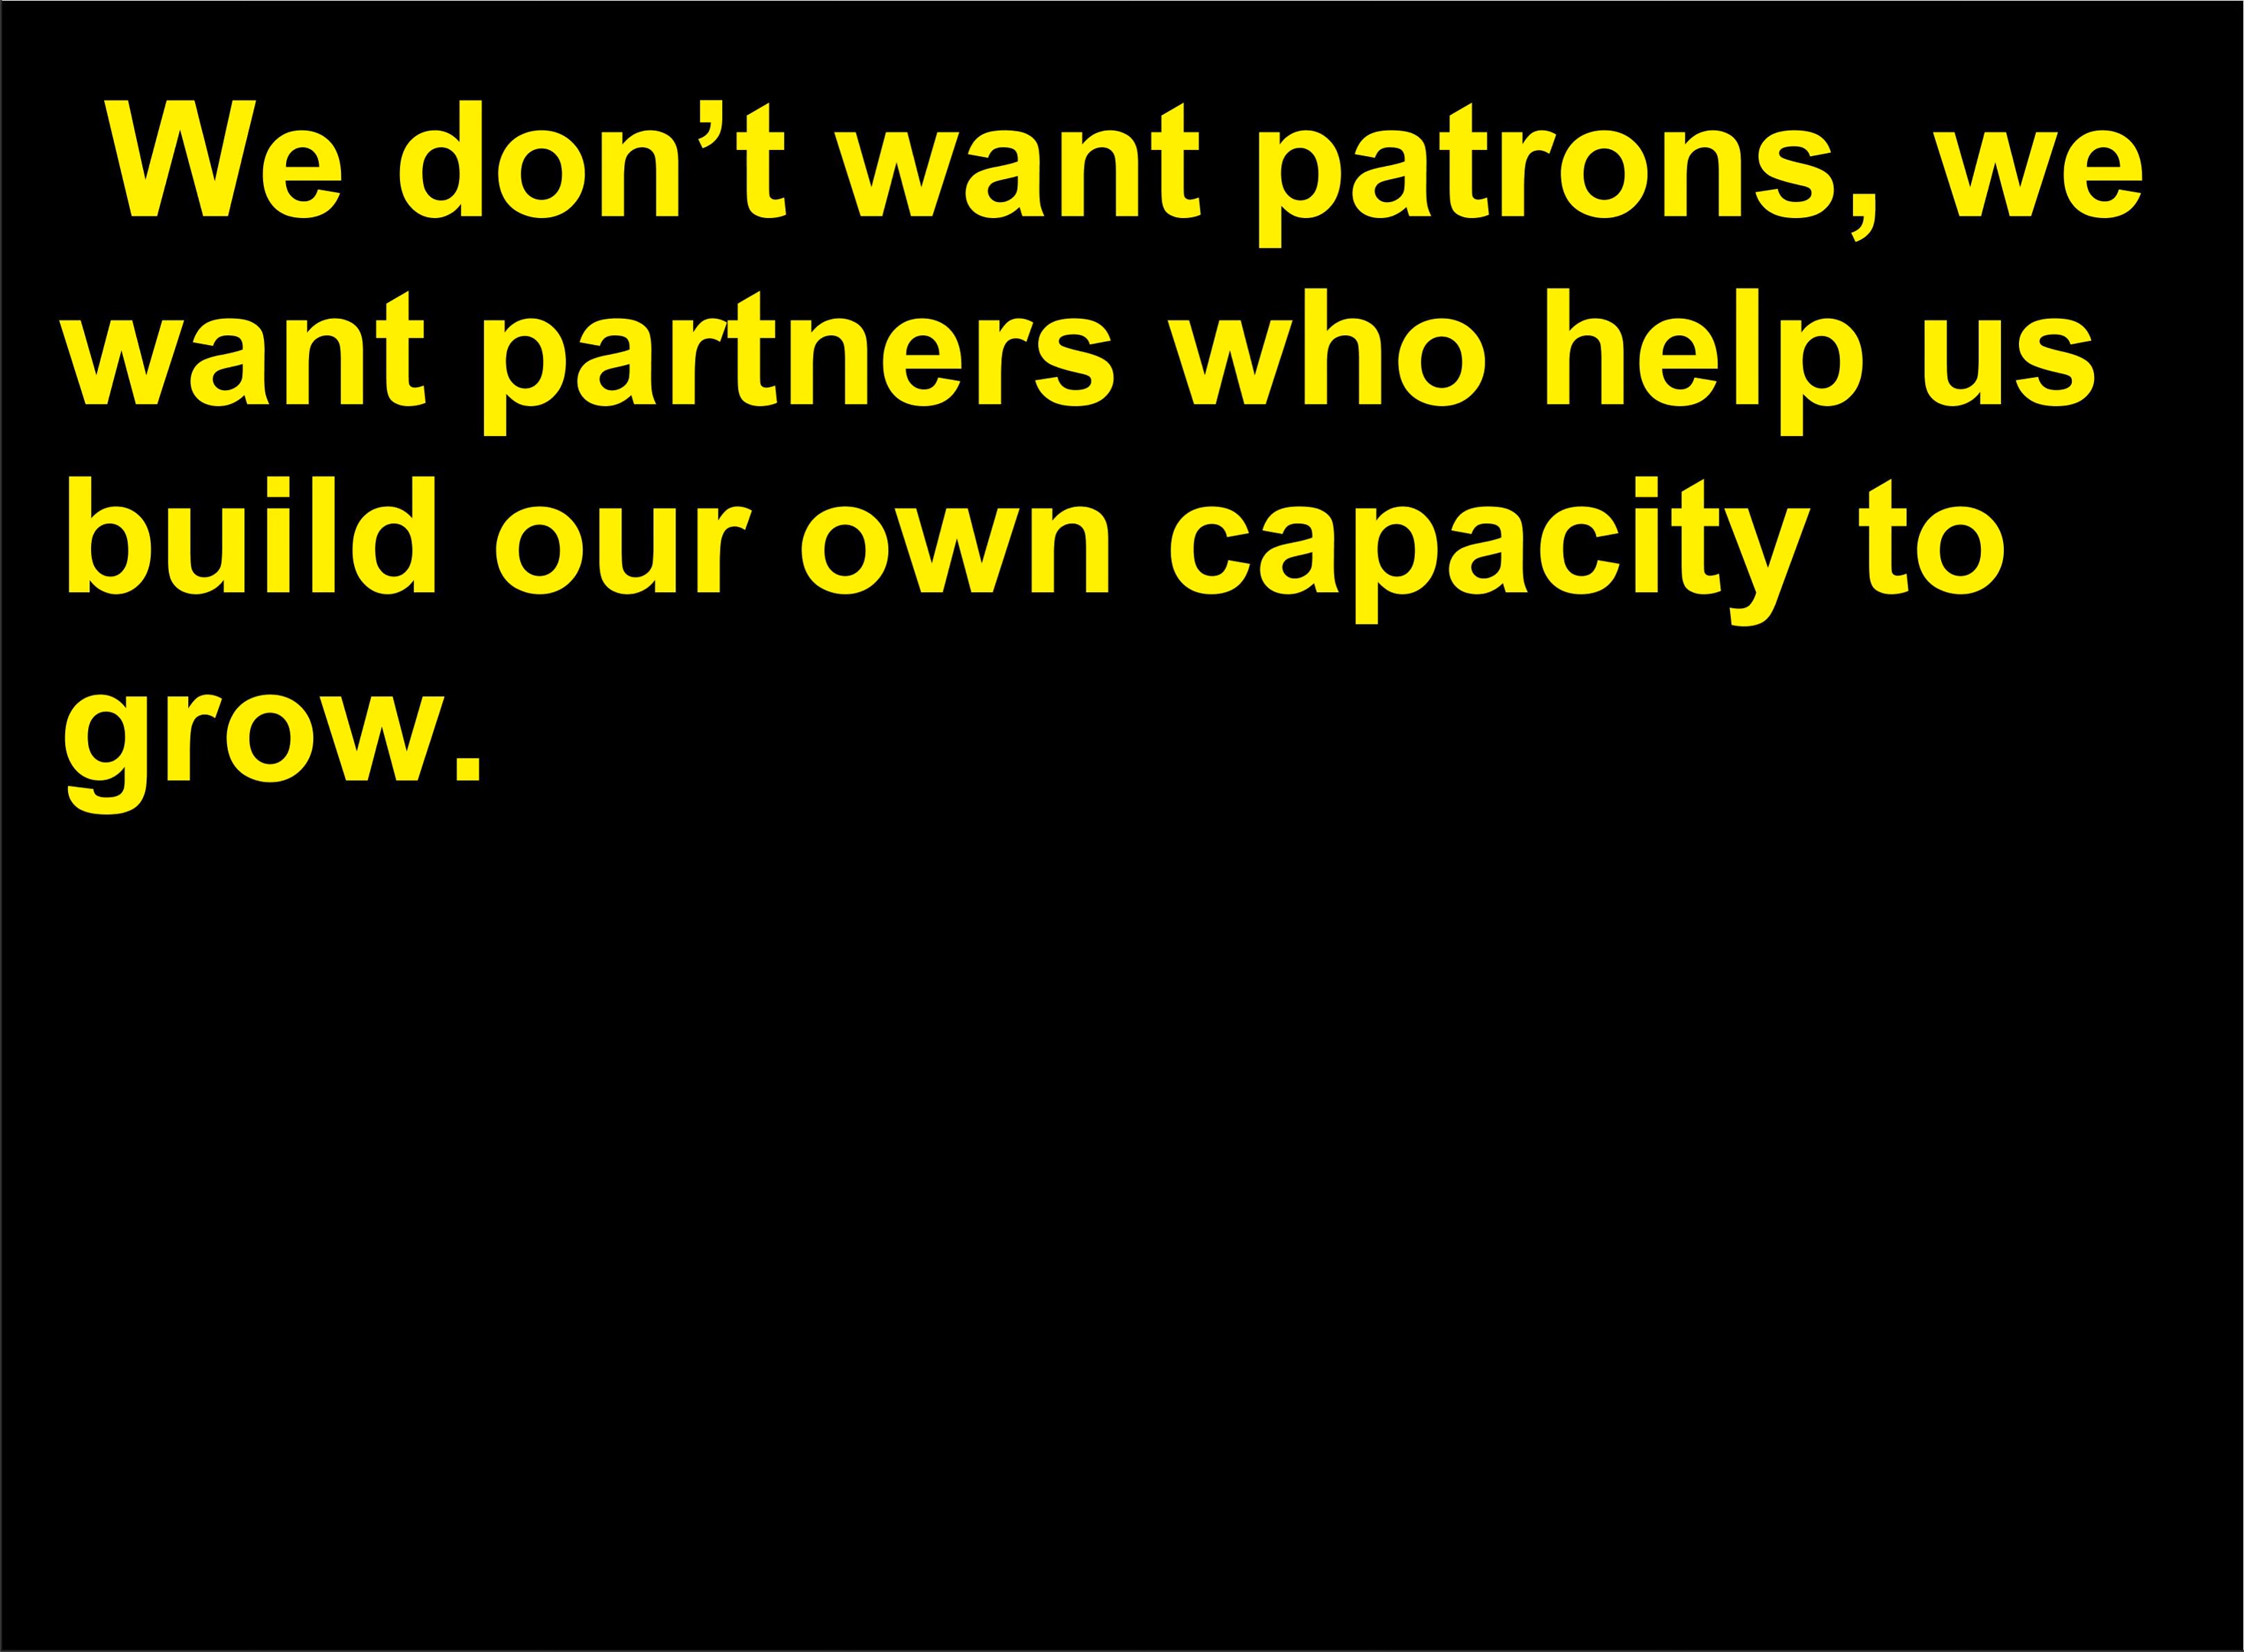 We don’t want patrons, we
want partners who help us
build our own capacity to
grow.